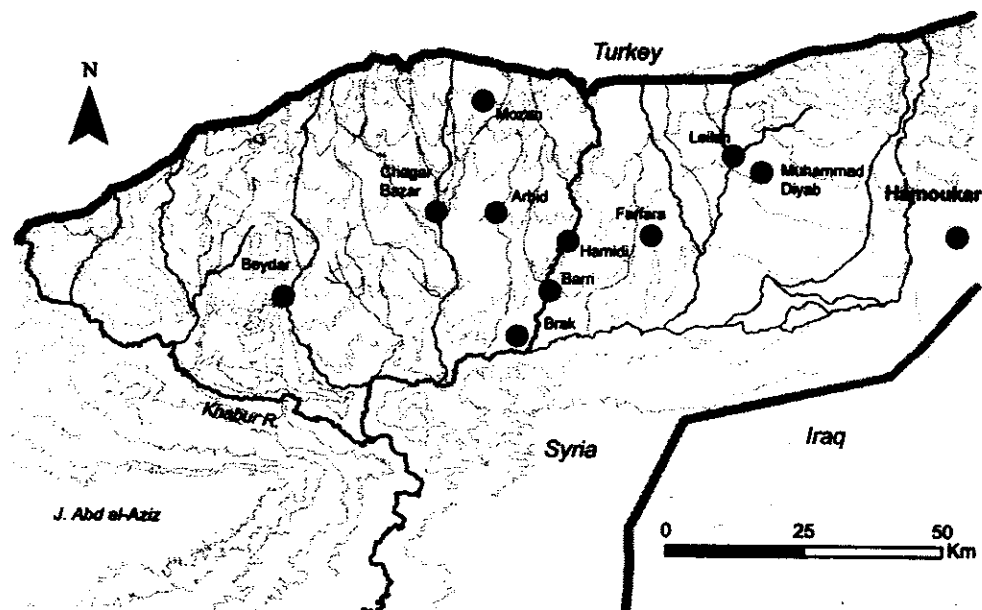 Turkey
N
Mozan
Leilan
Muhammad
Diyab
Chagar
Bazar
Arbid
Farfara
Hamoukar
Hamidi
Beydar
Barri
Brak
Khabur R.
Syria
Iraq
J. Abd al-Aziz
0 25 50
Km